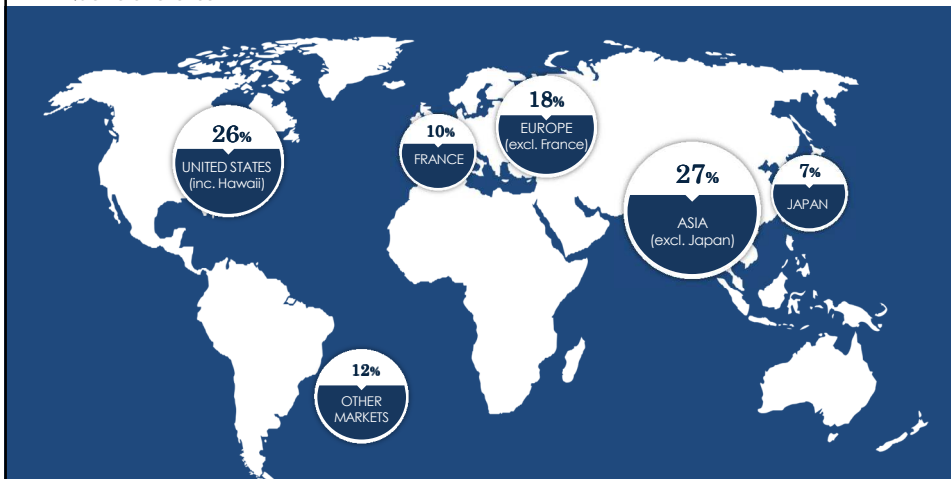 26%
UNITED STATES
(inc. Hawaii)
10%
FRANCE
18%
EUROPE
(excl. France)
27%
ASIA
(excl. Japan)
7%
JAPAN
12%
OTHER
MARKETS